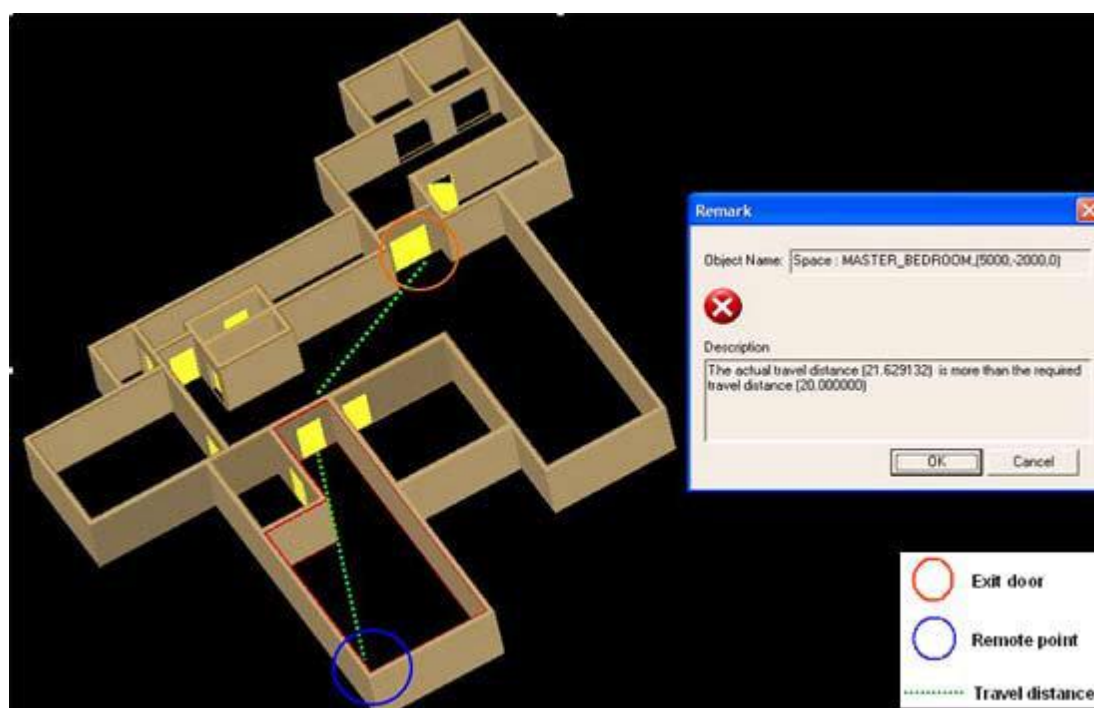 Remark
Object Name: Space : MASTER_BEDROOM,(5000,-2000,0)
Description
The actual travel distance (21.629132) is more than the required
travel distance (20.000000)
OK Cancel
Exit door
Remote point
Travel distance